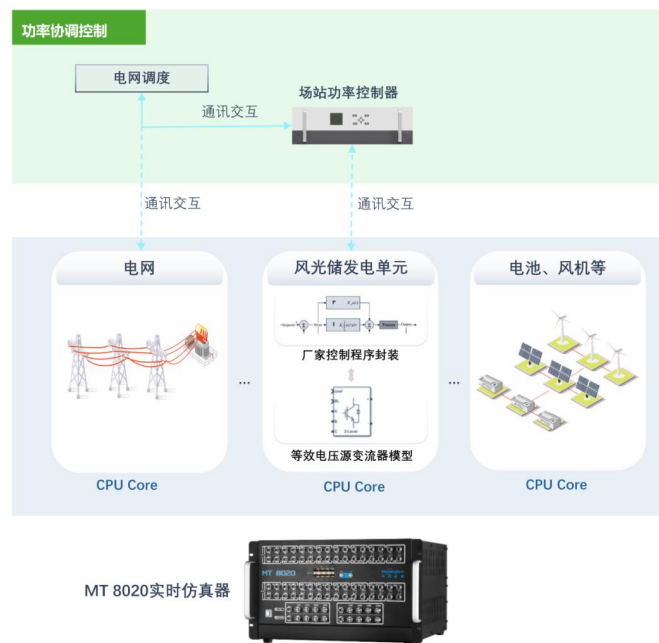 功率协调控制
电网调度
场站功率控制器
通讯交互
通讯交互
通讯交互
电网
风光储发电单元
电池、风机等
P
I
Σ
Σ
Process
厂家控制程序封装
...
...
等效电压源变流器模型
CPU Core
CPU Core
CPU Core
MT 8020实时仿真器
MT 8020